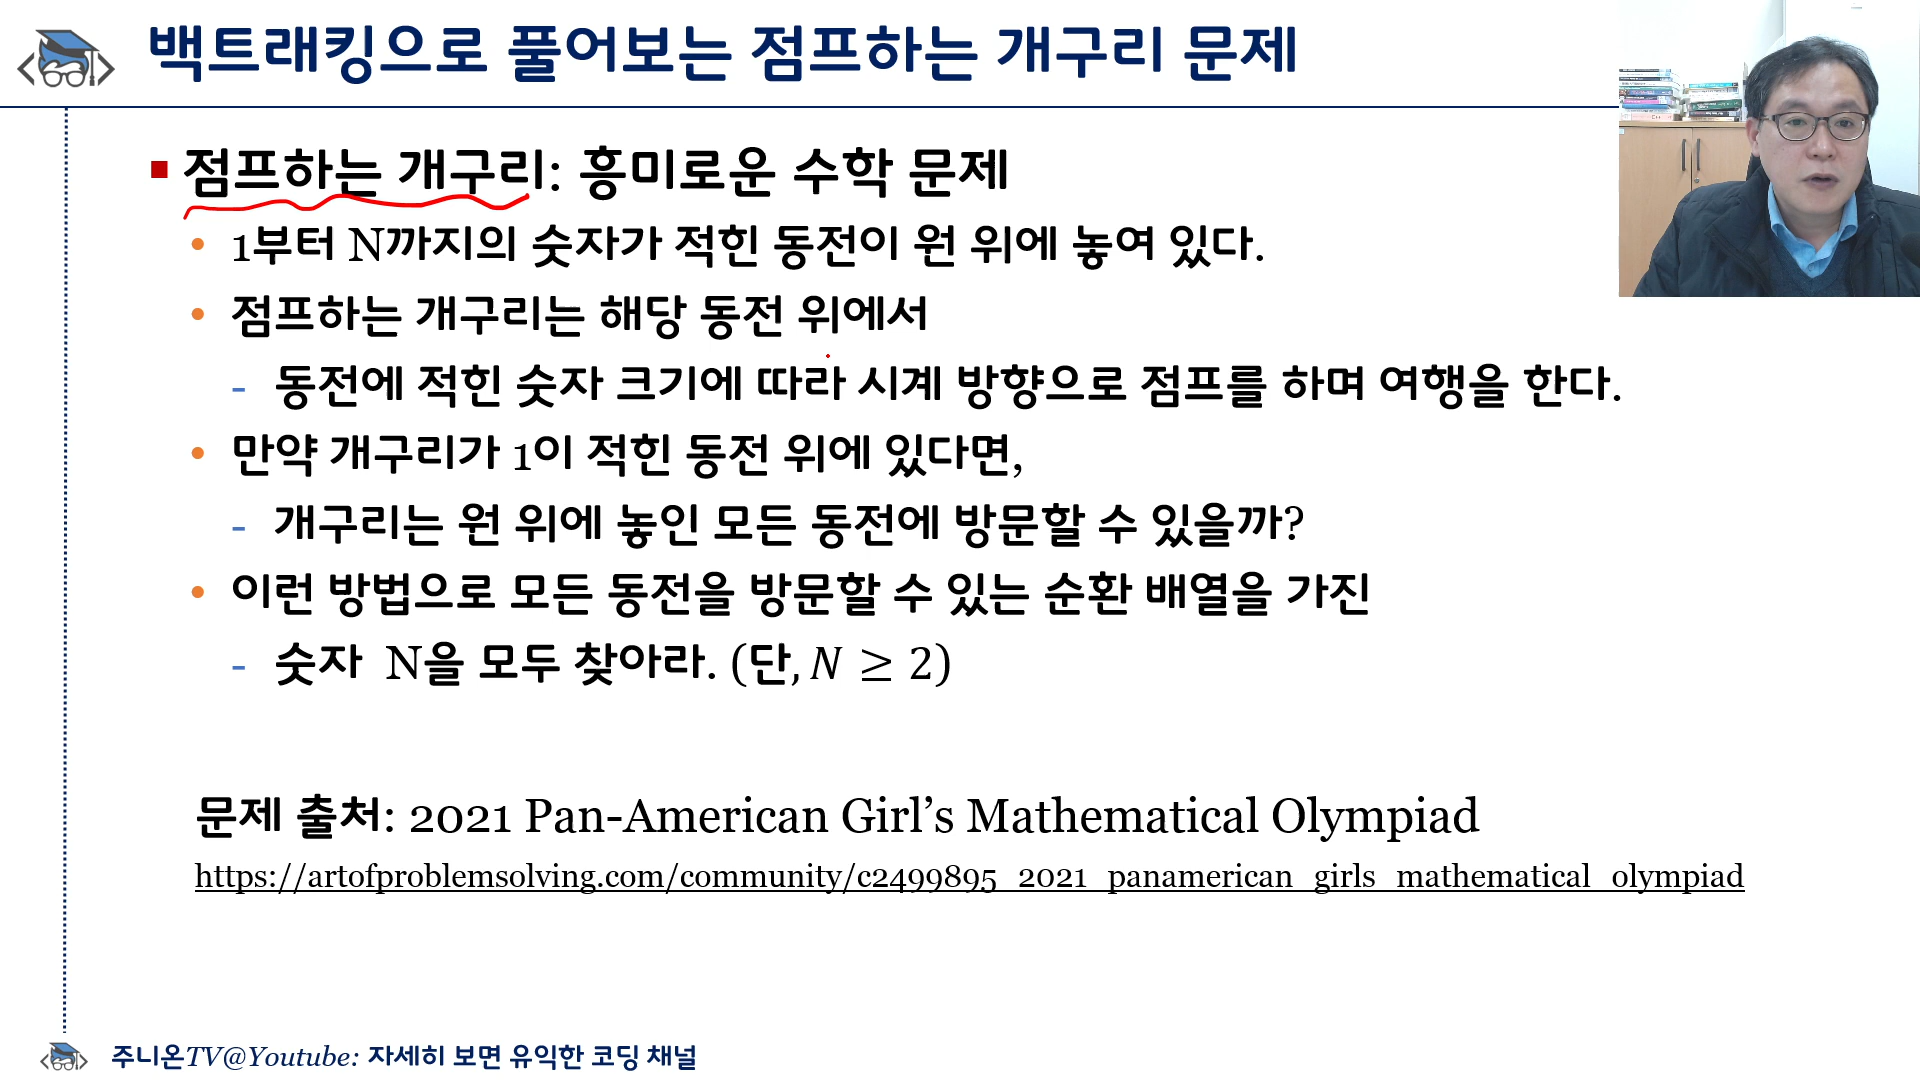 백트래킹으로 풀어보는 점프하는 개구리 문제
점프하는 개구리: 흥미로운 수학 문제
1부터 N까지의 숫자가 적힌 동전이 원 위에 놓여 있다.
점프하는 개구리는 해당 동전 위에서
- 동전에 적힌 숫자 크기에 따라 시계 방향으로 점프를 하며 여행을 한다.
만약 개구리가 1이 적힌 동전 위에 있다면,
- 개구리는 원 위에 놓인 모든 동전에 방문할 수 있을까?
이런 방법으로 모든 동전을 방문할 수 있는 순환 배열을 가진
- 숫자 N을 모두 찾아라. (단, N ≥ 2)
문제 출처: 2021 Pan-American Girl’s Mathematical Olympiad
https://artofproblemsolving.com/community/c2499895_2021_panamerican_girls_mathematical_olympiad
주니온TV@Youtube: 자세히 보면 유익한 코딩 채널